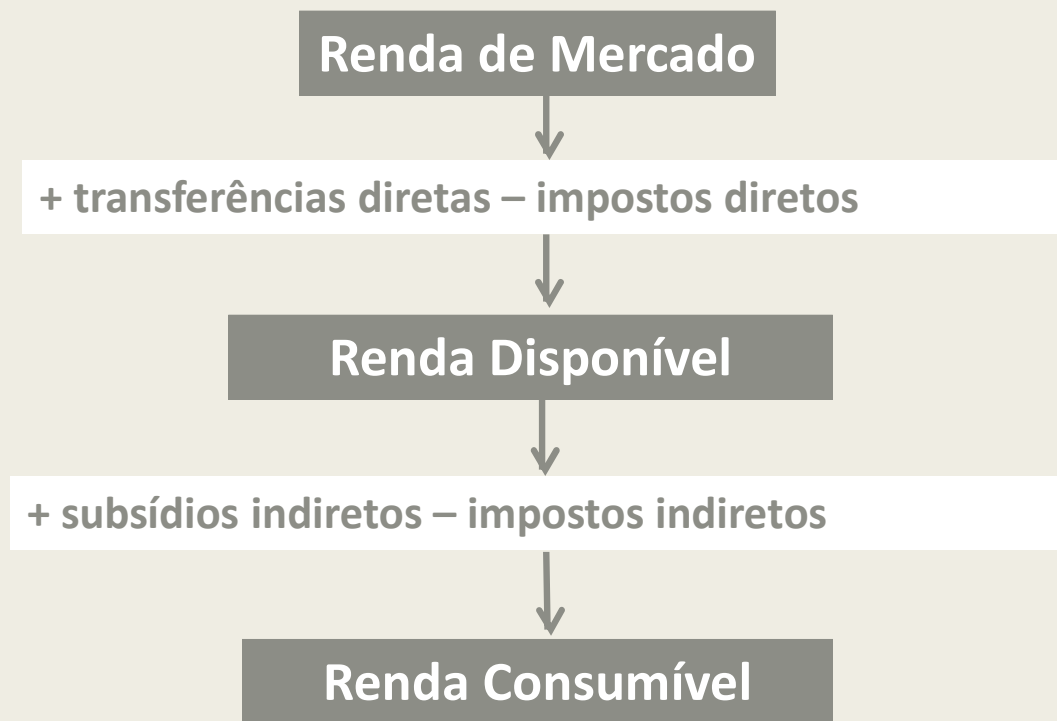 Renda de Mercado
+ transferências diretas – impostos diretos
Renda Disponível
+ subsídios indiretos – impostos indiretos
Renda Consumível